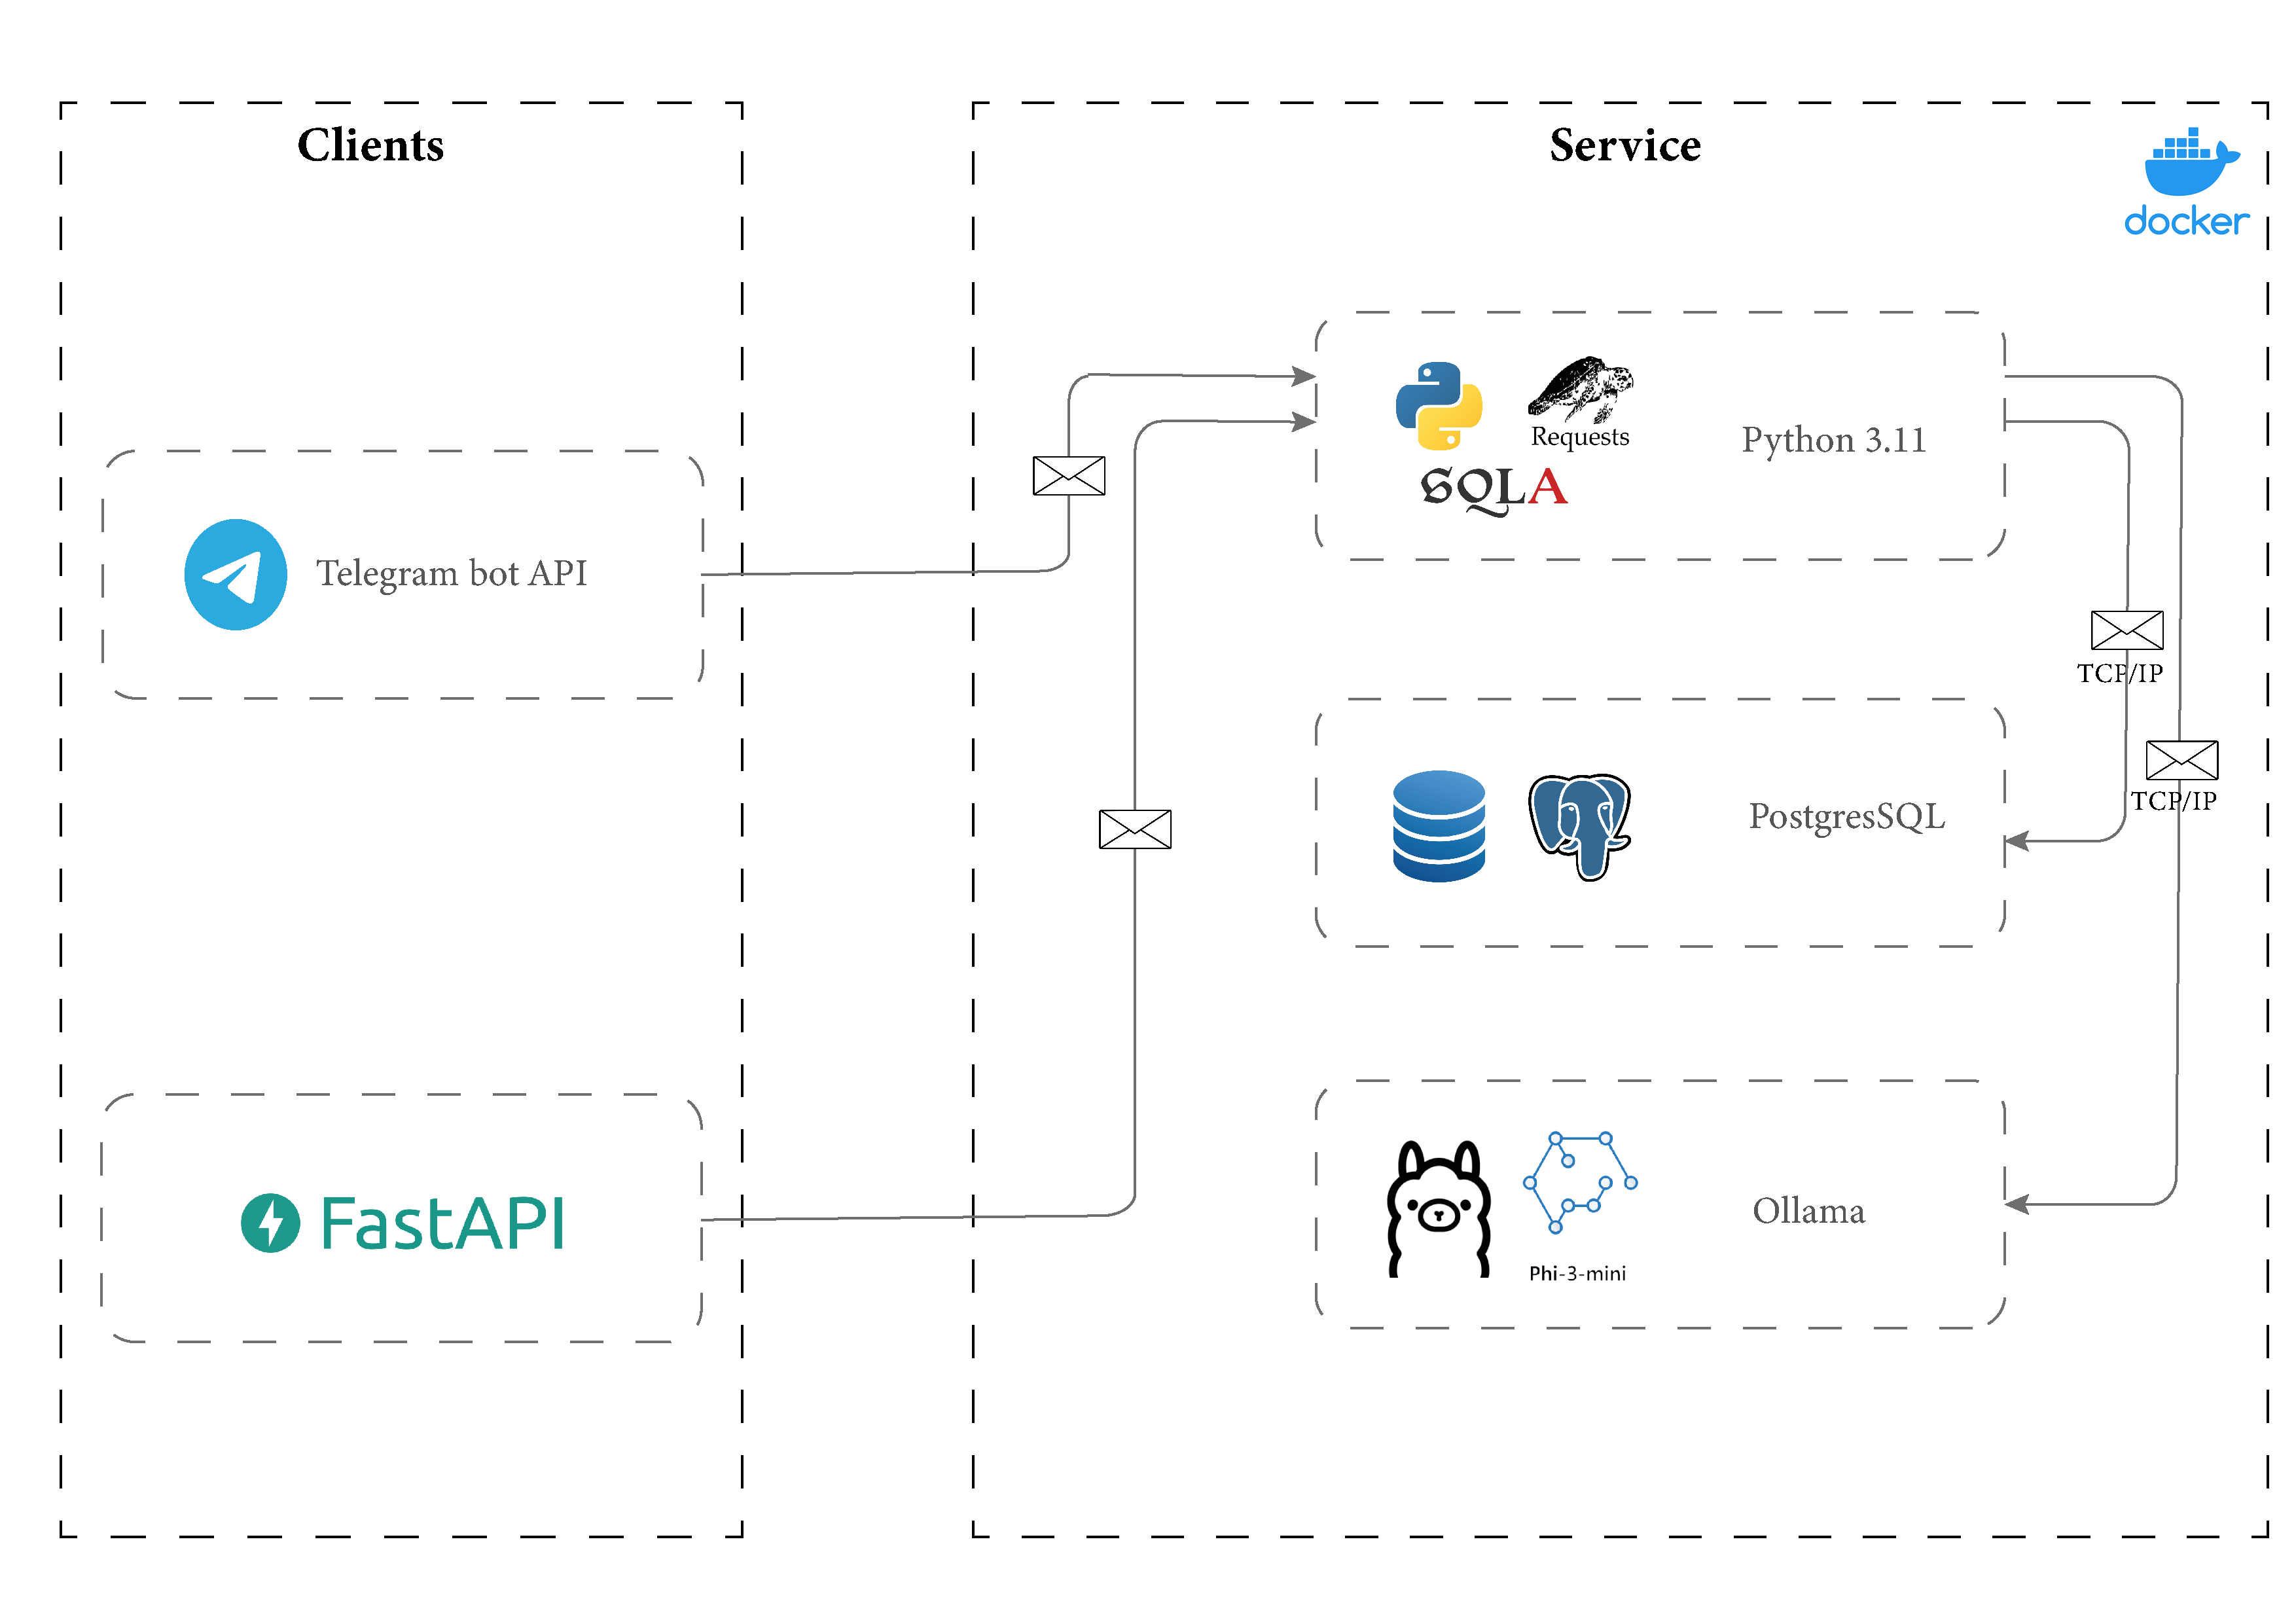 Clients
Service
docker
Telegram bot API
FastAPI
Requests
SQLA
Python 3.11
TCP/IP
PostgresSQL
TCP/IP
Phi-3-mini
Ollama